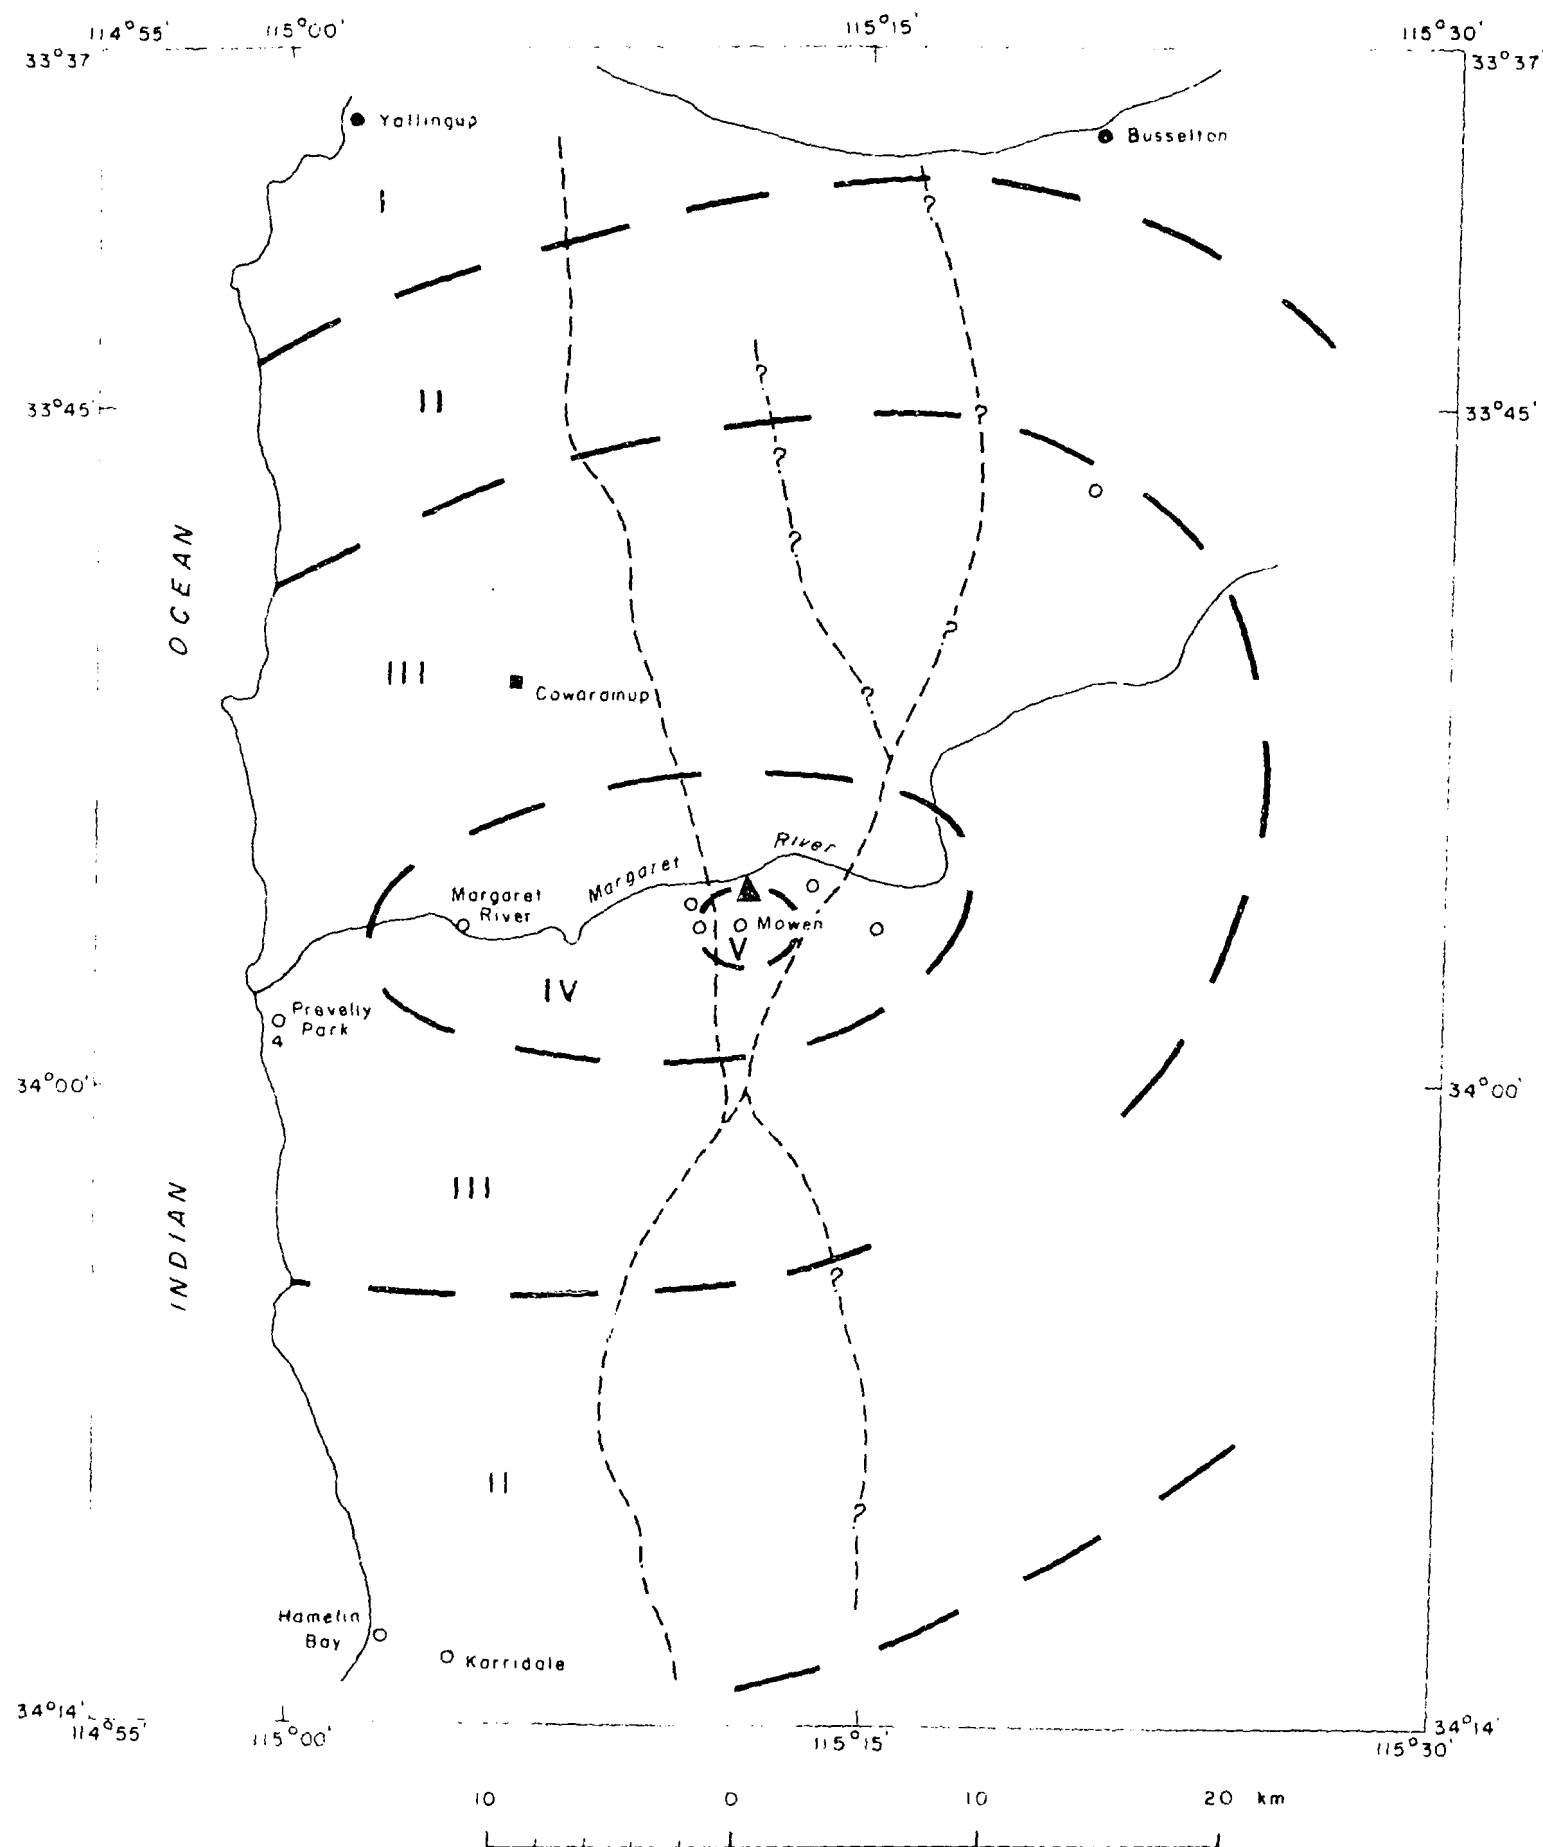 114°55'
115°00'
115°15'
115°30'
33°37'
33°37'
Yallingup
Busselton
I
?
?
II
33°45'
?
33°45'
?
OCEAN
?
?
III
Cowaramup
?
River
Margaret
Margaret
River
Mowen
V
IV
Prevelly
Park
4
34°00'
34°00'
III
INDIAN
?
II
?
Hamelin
Bay
Karridale
34°14'
34°14'
114°55'
115°00'
115°15'
115°30'
10 0 10 20 km